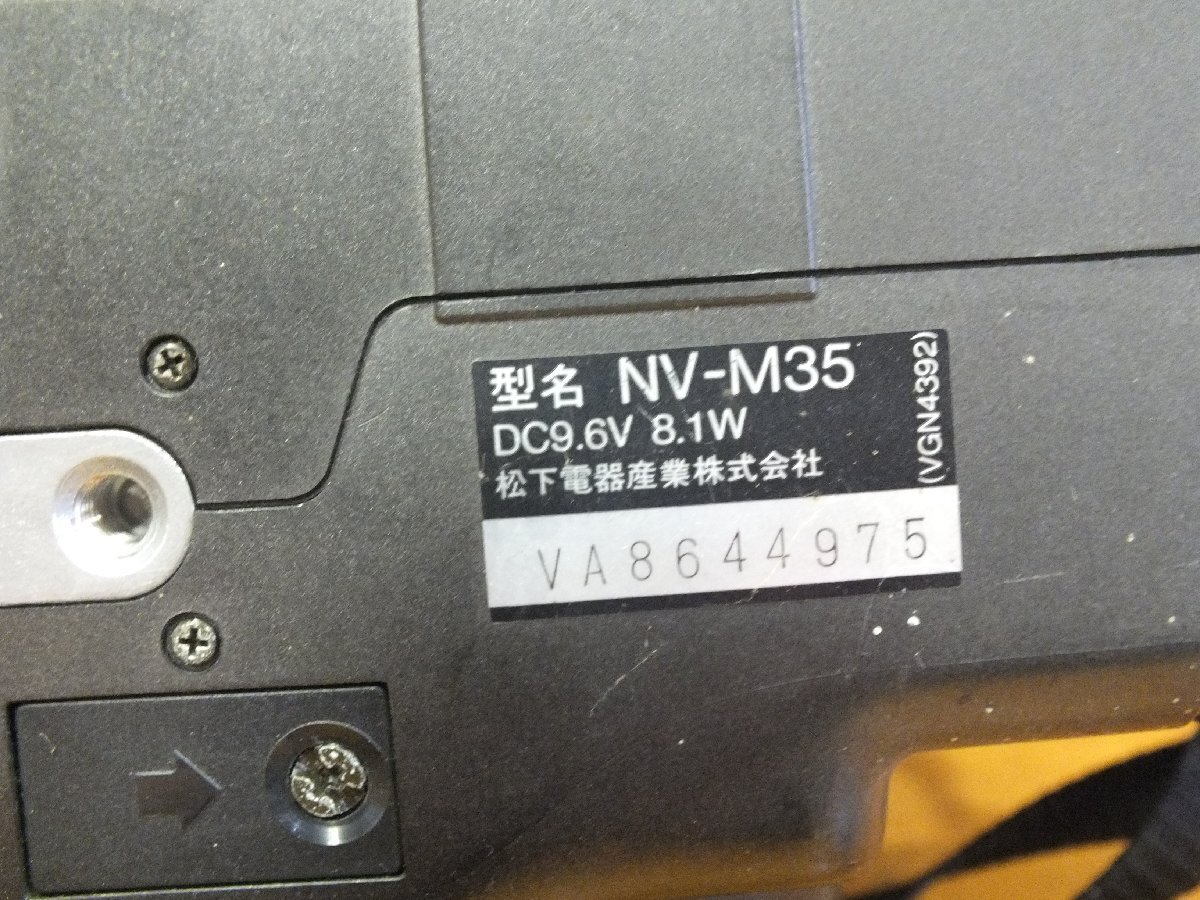 型名 NV-M35
DC9.6V 8.1W
松下電器産業株式会社
(VGN4392)
VA8644975